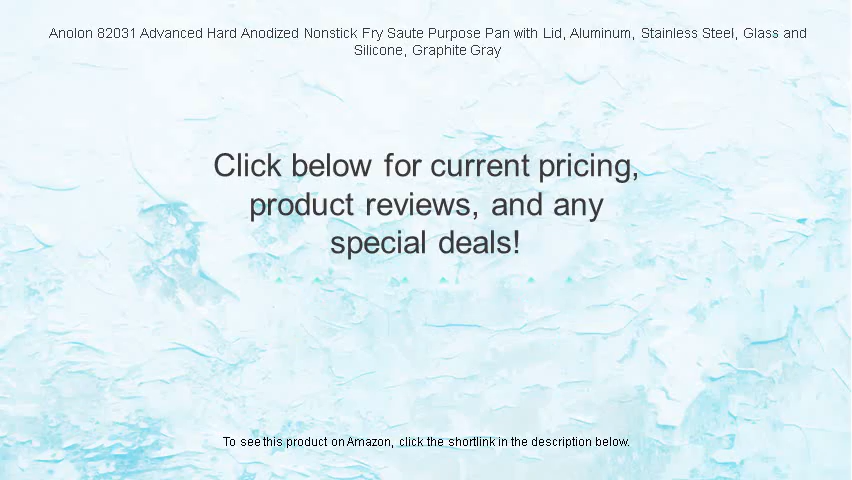 Anolon 82031 Advanced Hard Anodized Nonstick Fry Saute Purpose Pan with Lid, Aluminum, Stainless Steel, Glass and
Silicone, Graphite Gray
Click below for current pricing,
product reviews, and any
special deals!
To see this product on Amazon, click the shortlink in the description below.